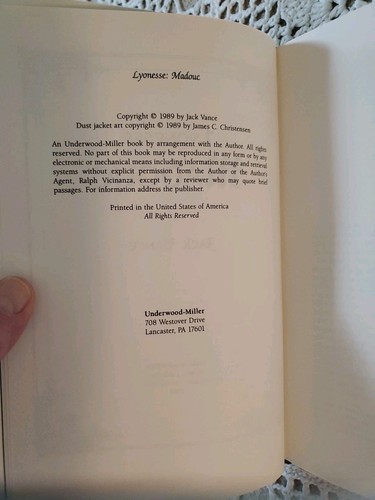 Lyonesse: Madouc
Copyright © 1989 by Jack Vance
Dust jacket art copyright © 1989 by James C. Christensen
An Underwood-Miller book by arrangement with the Author. All rights
reserved. No part of this book may be reproduced in any form or by any
electronic or mechanical means including information storage and retrieval
systems without explicit permission from the Author or the Author's
Agent, Ralph Vicinanza, except by a reviewer who may quote brief
passages. For information address the publisher.
Printed in the United States of America
All Rights Reserved
Underwood-Miller
708 Westover Drive
Lancaster, PA 17601